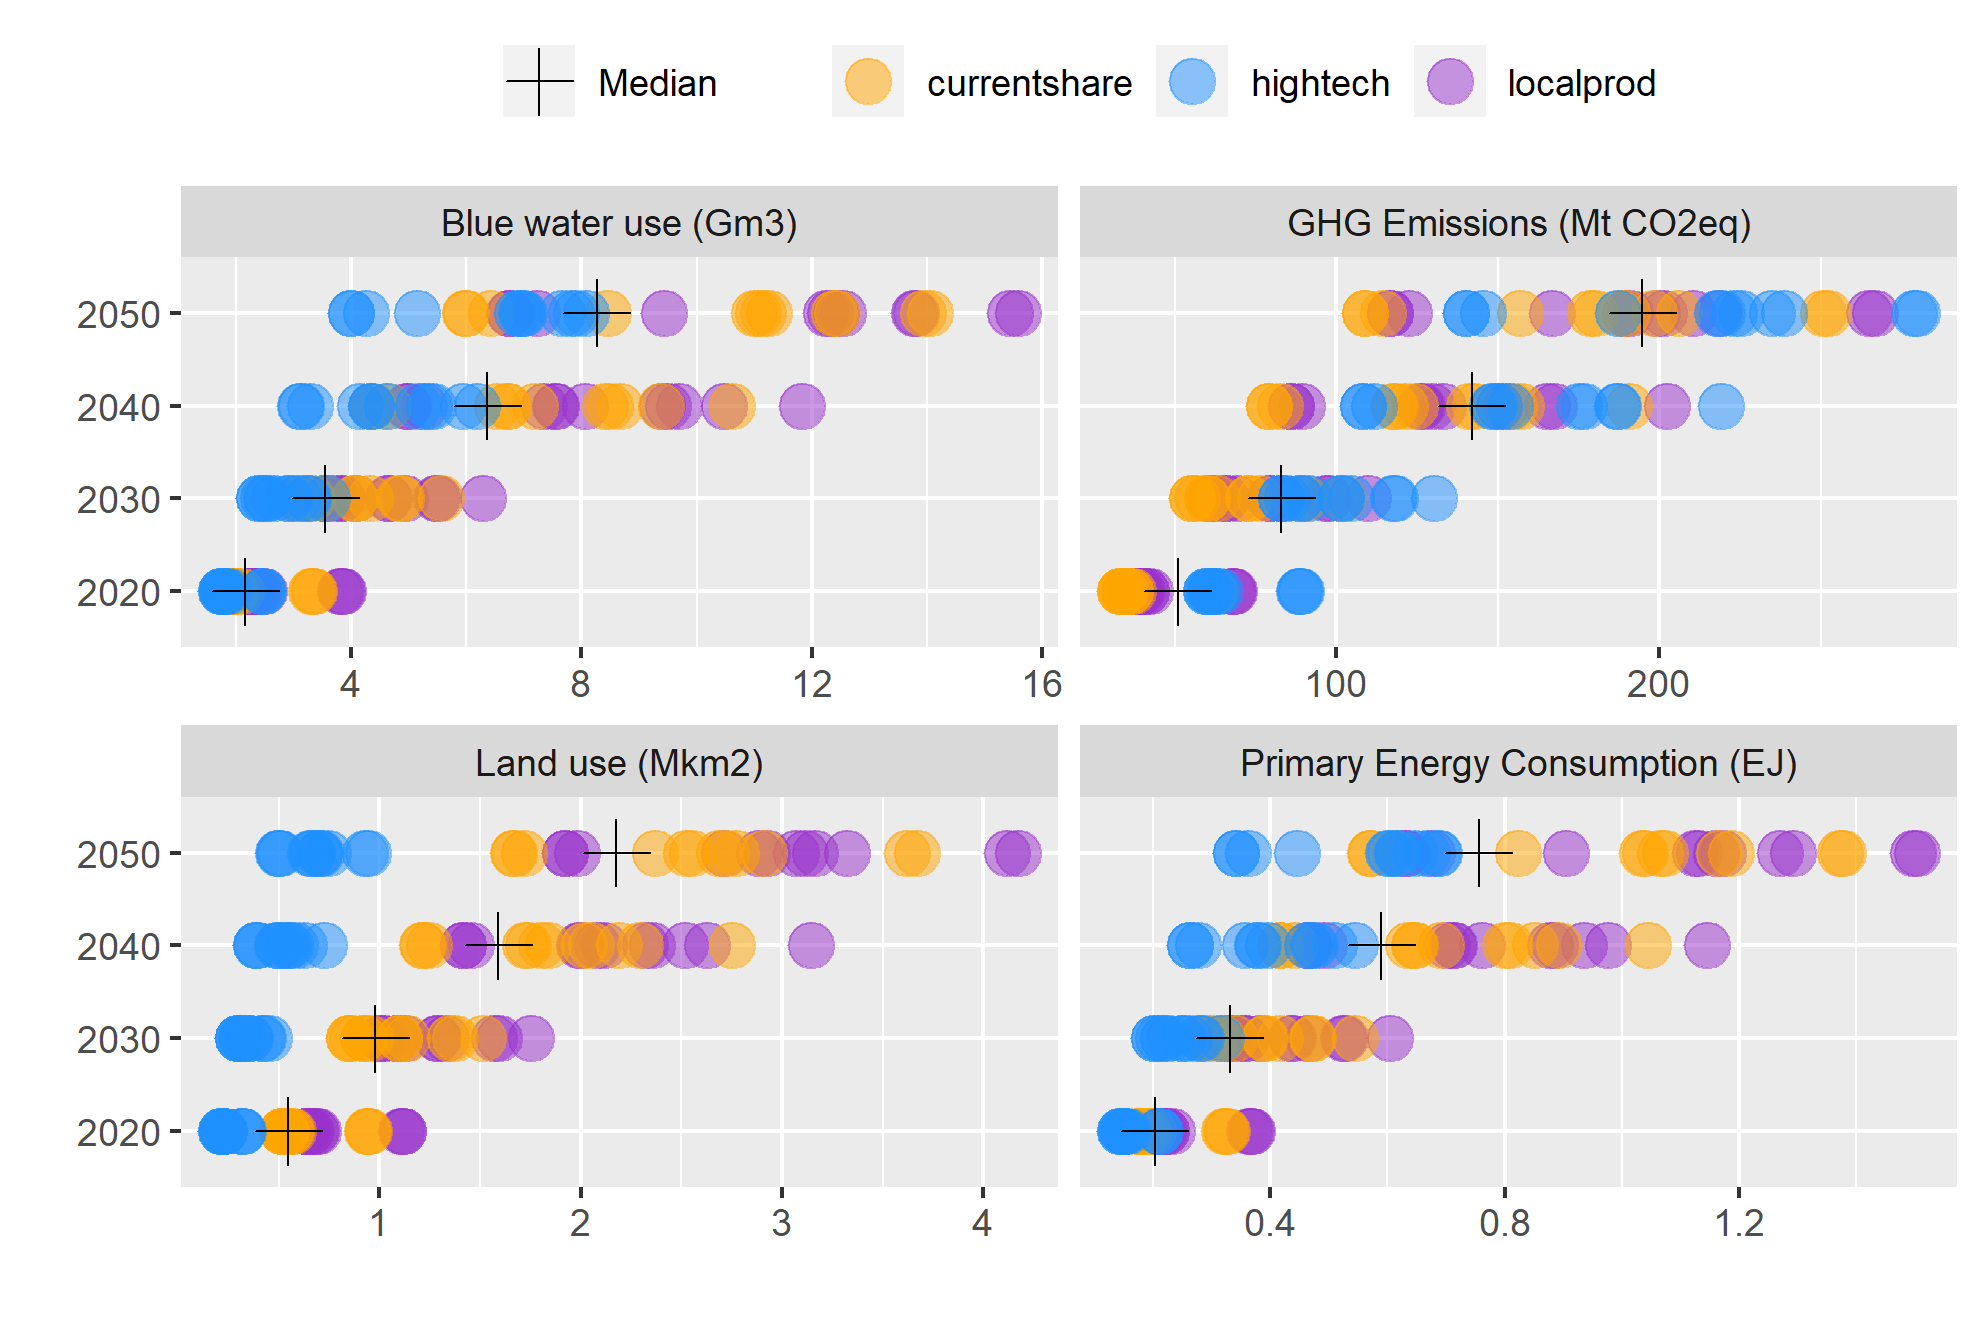 Median currentshare hightech localprod
Blue water use (Gm3) GHG Emissions (Mt CO2eq)
2050
2040
2030
2020
4 8 12 16 100 200
Land use (Mkm2) Primary Energy Consumption (EJ)
2050
2040
2030
2020
1 2 3 4 0.4 0.8 1.2